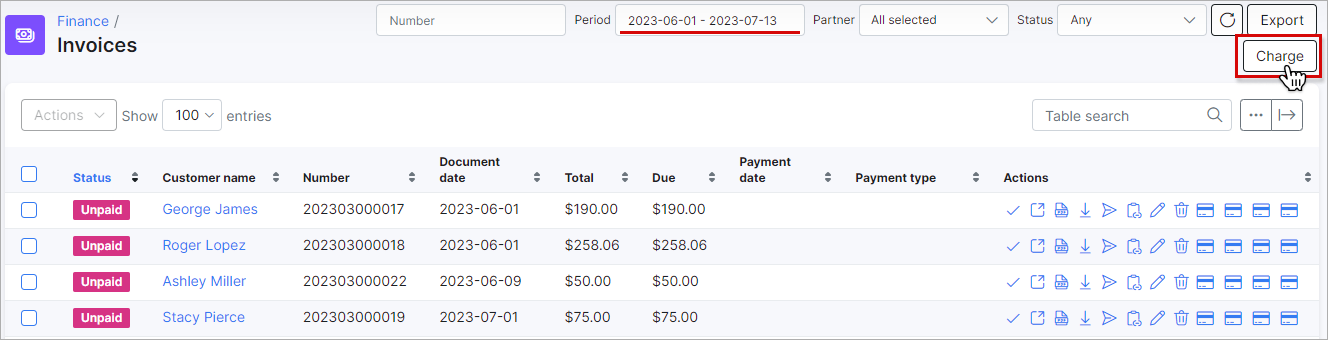 Finance /
Invoices
Number
Period 2023-06-01 - 2023-07-13
Partner All selected
Status Any
Export
Charge
Actions Show 100 entries
Table search
Status Customer name Number Document date Total Due Payment date Payment type Actions
Unpaid George James 202303000017 2023-06-01 $190.00 $190.00
Unpaid Roger Lopez 202303000018 2023-06-01 $258.06 $258.06
Unpaid Ashley Miller 202303000022 2023-06-09 $50.00 $50.00
Unpaid Stacy Pierce 202303000019 2023-07-01 $75.00 $75.00